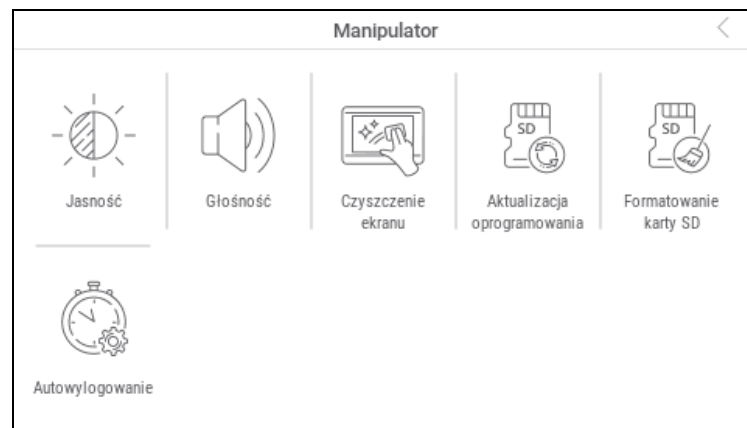 Manipulator
SD
SD
Jasność
Głośność
Czyszczenie
ekranu
Aktualizacja
oprogramowania
Formatowanie
karty SD
Autowylogowanie